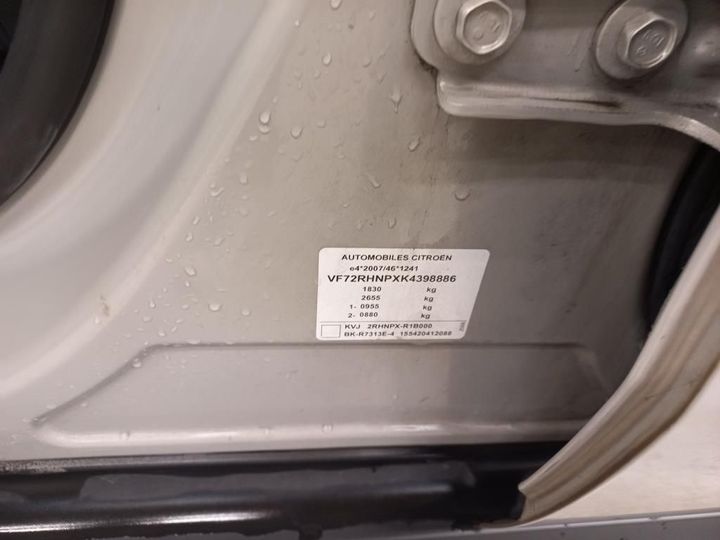 AUTOMOBILES CITROËN
e4*2007/46*1241
VF72RHNPXK4398886
1830 kg
2655 kg
1- 0955 kg
2- 0880 kg
KVJ 2RHNPX-R1B000
BK-R7313E-4 155420412088